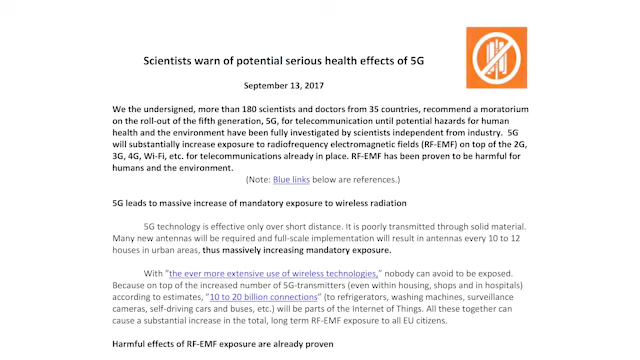 Scientists warn of potential serious health effects of 5G
September 13, 2017
We the undersigned, more than 180 scientists and doctors from 35 countries, recommend a moratorium
on the roll-out of the fifth generation, 5G, for telecommunication until potential hazards for human
health and the environment have been fully investigated by scientists independent from industry. 5G
will substantially increase exposure to radiofrequency electromagnetic fields (RF-EMF) on top of the 2G,
3G, 4G, Wi-Fi, etc. for telecommunications already in place. RF-EMF has been proven to be harmful for
humans and the environment.
(Note: Blue links below are references.)
5G leads to massive increase of mandatory exposure to wireless radiation
5G technology is effective only over short distance. It is poorly transmitted through solid material.
Many new antennas will be required and full-scale implementation will result in antennas every 10 to 12
houses in urban areas, thus massively increasing mandatory exposure.
With "the ever more extensive use of wireless technologies," nobody can avoid to be exposed.
Because on top of the increased number of 5G-transmitters (even within housing, shops and in hospitals)
according to estimates, "10 to 20 billion connections" (to refrigerators, washing machines, surveillance
cameras, self-driving cars and buses, etc.) will be parts of the Internet of Things. All these together can
cause a substantial increase in the total, long term RF-EMF exposure to all EU citizens.
Harmful effects of RF-EMF exposure are already proven